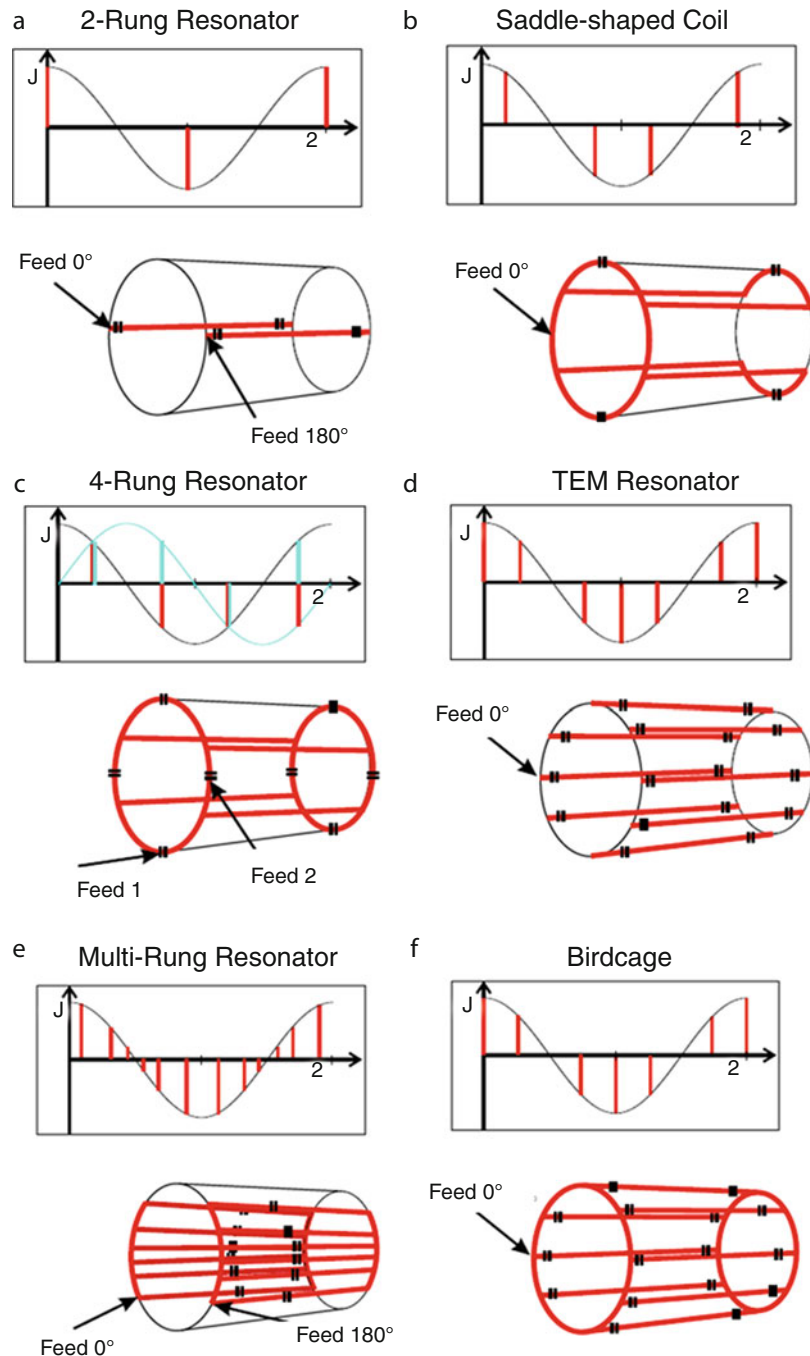 a
2-Rung Resonator
J
2
Feed 0°
Feed 180°
b
Saddle-shaped Coil
J
2
Feed 0°
c
4-Rung Resonator
J
2
Feed 1
Feed 2
d
TEM Resonator
J
2
Feed 0°
e
Multi-Rung Resonator
J
2
Feed 0°
Feed 180°
f
Birdcage
J
2
Feed 0°